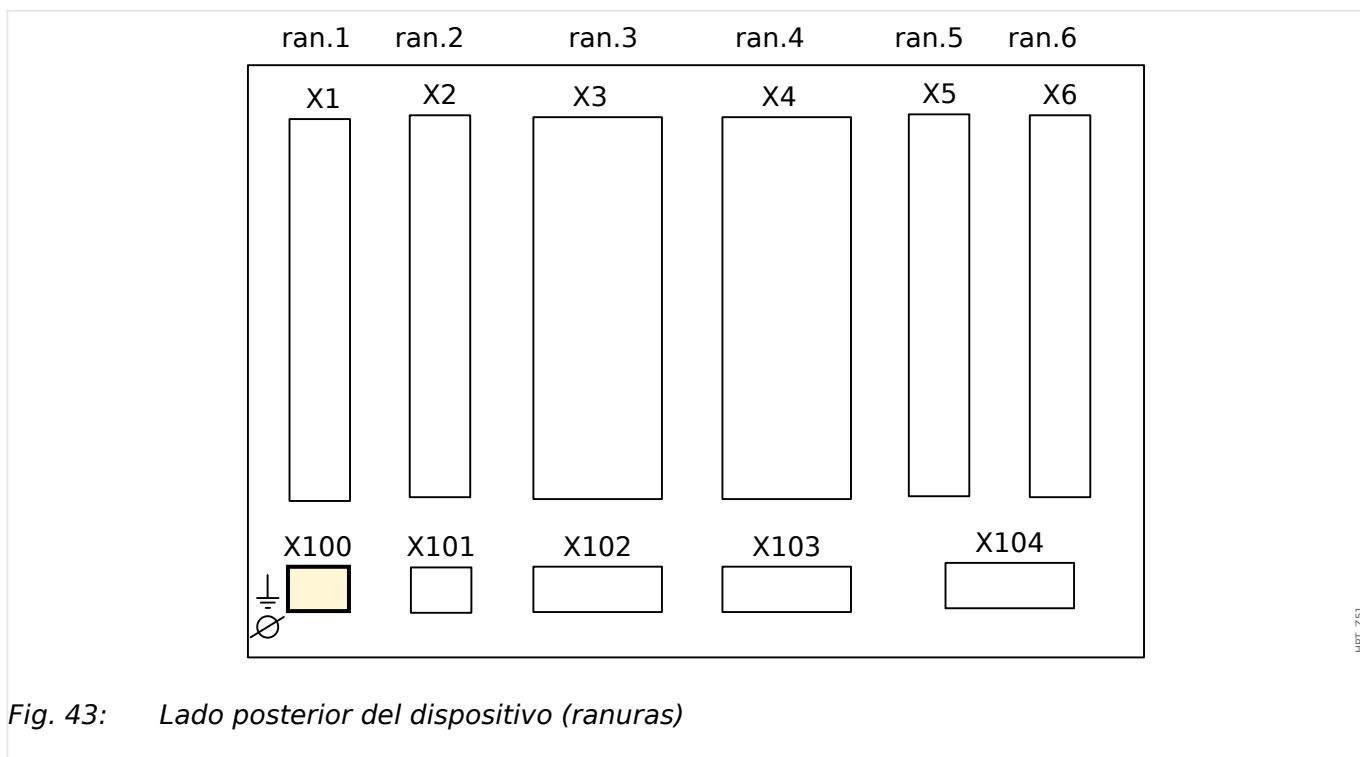 ran.1 ran.2 ran.3 ran.4 ran.5 ran.6
X1 X2 X3 X4 X5 X6
X100 X101 X102 X103 X104
Fig. 43: Lado posterior del dispositivo (ranuras)